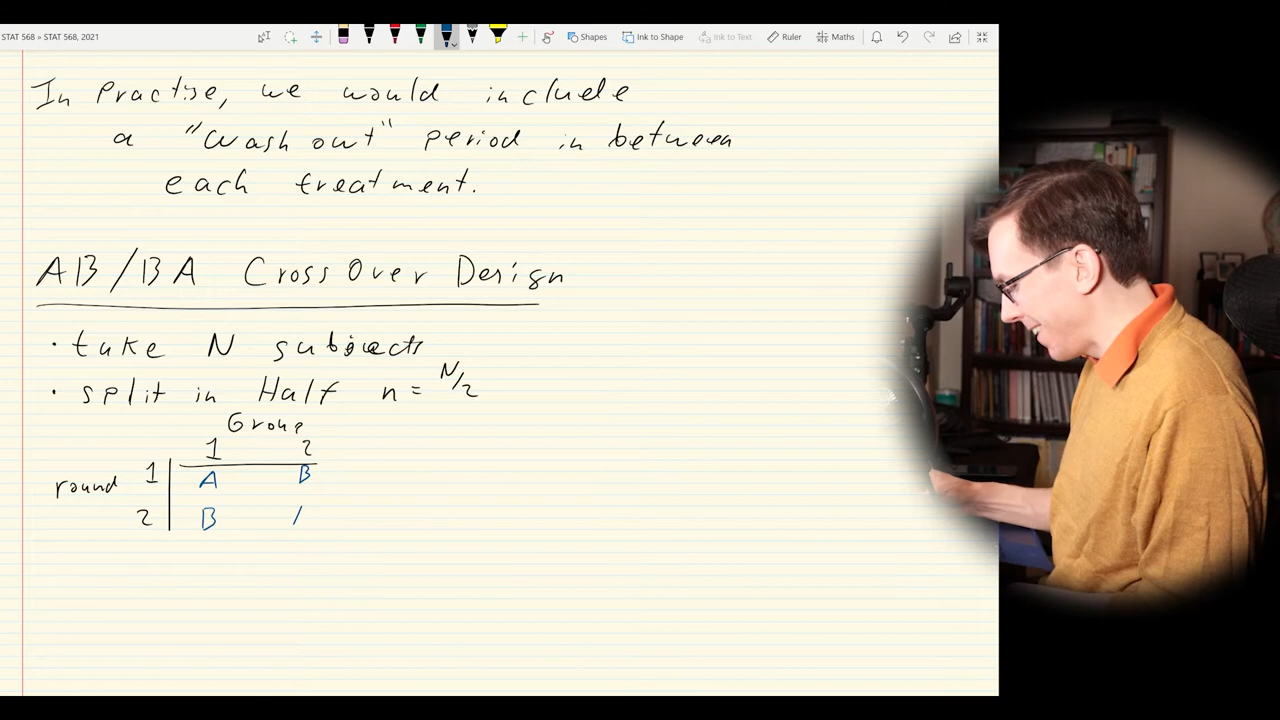 STAT 568 » STAT 568, 2021
Shapes
Ink to Shape
Ink to Text
Ruler
Maths
In Practise, we would include
a "wash out" period in between
each treatment.
AB/BA Cross Over Design
· take N subjects
· split in Half n = N/2
Group
1 2
round 1 A B
2 B /